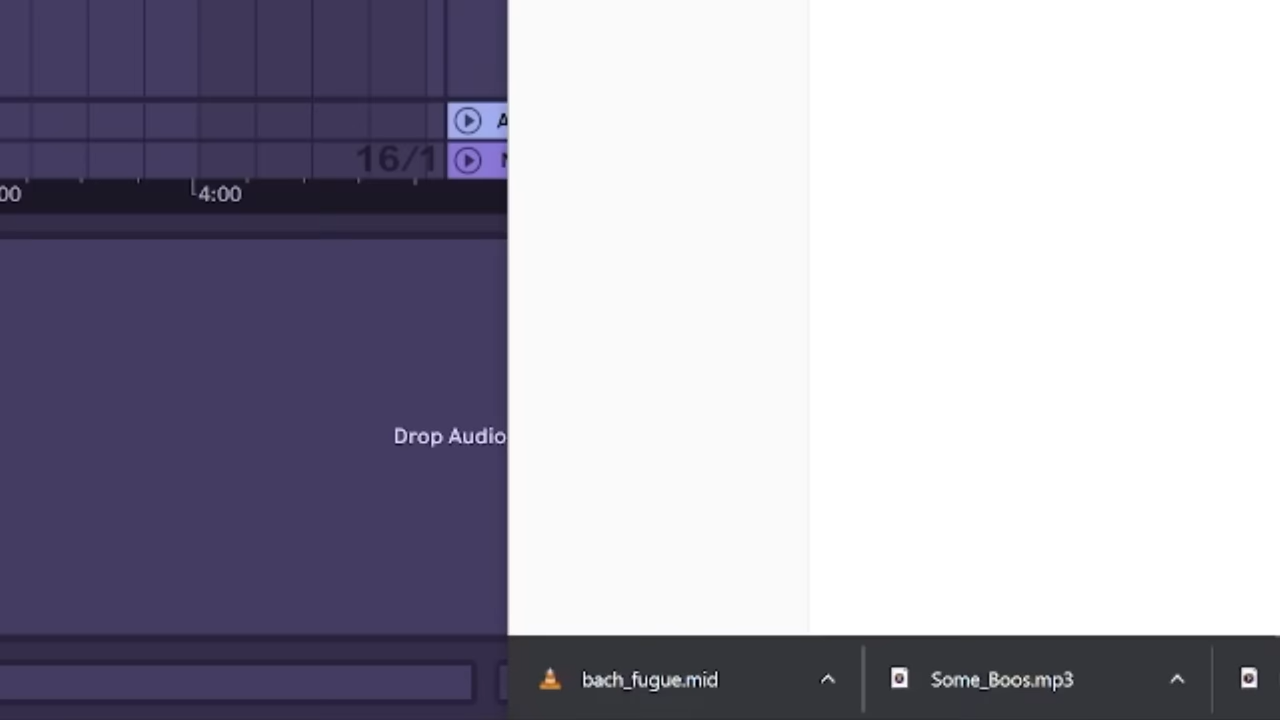 A
16/1
00
4:00
Drop Audio
bach_fugue.mid
Some_Boos.mp3